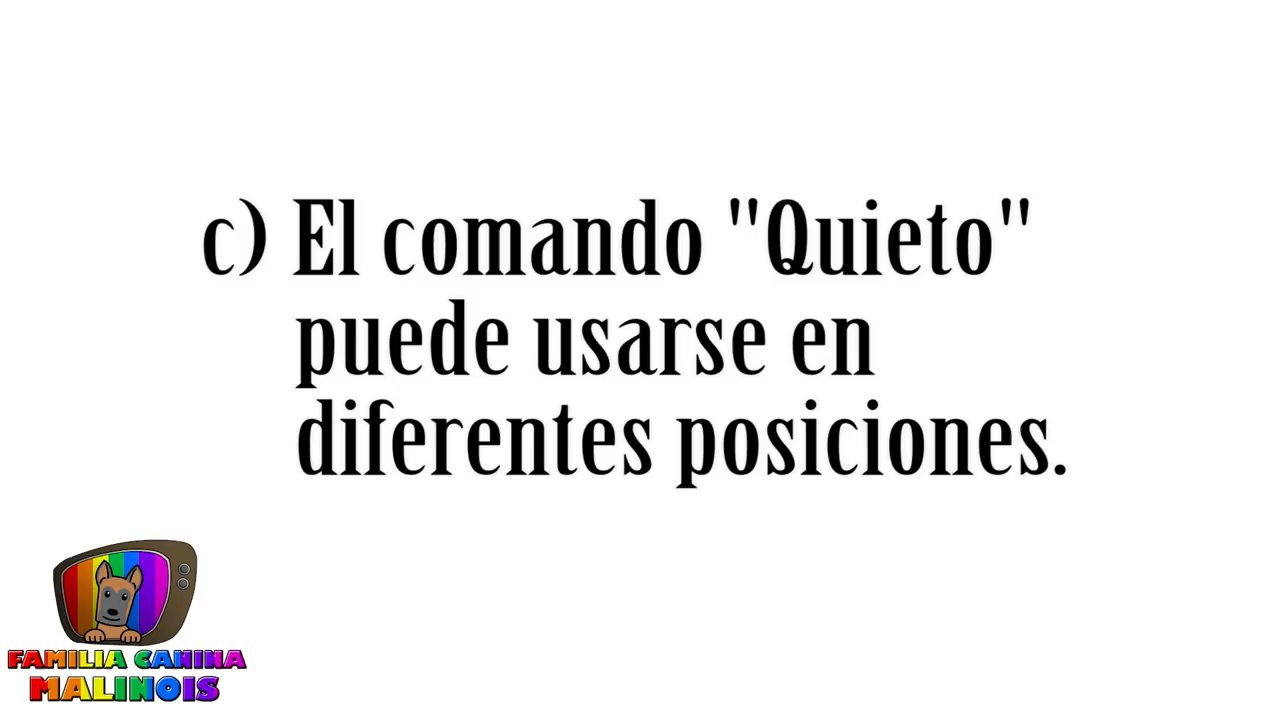 c) El comando "Quieto"
puede usarse en
diferentes posiciones.
FAMILIA CANINA
MALINOIS